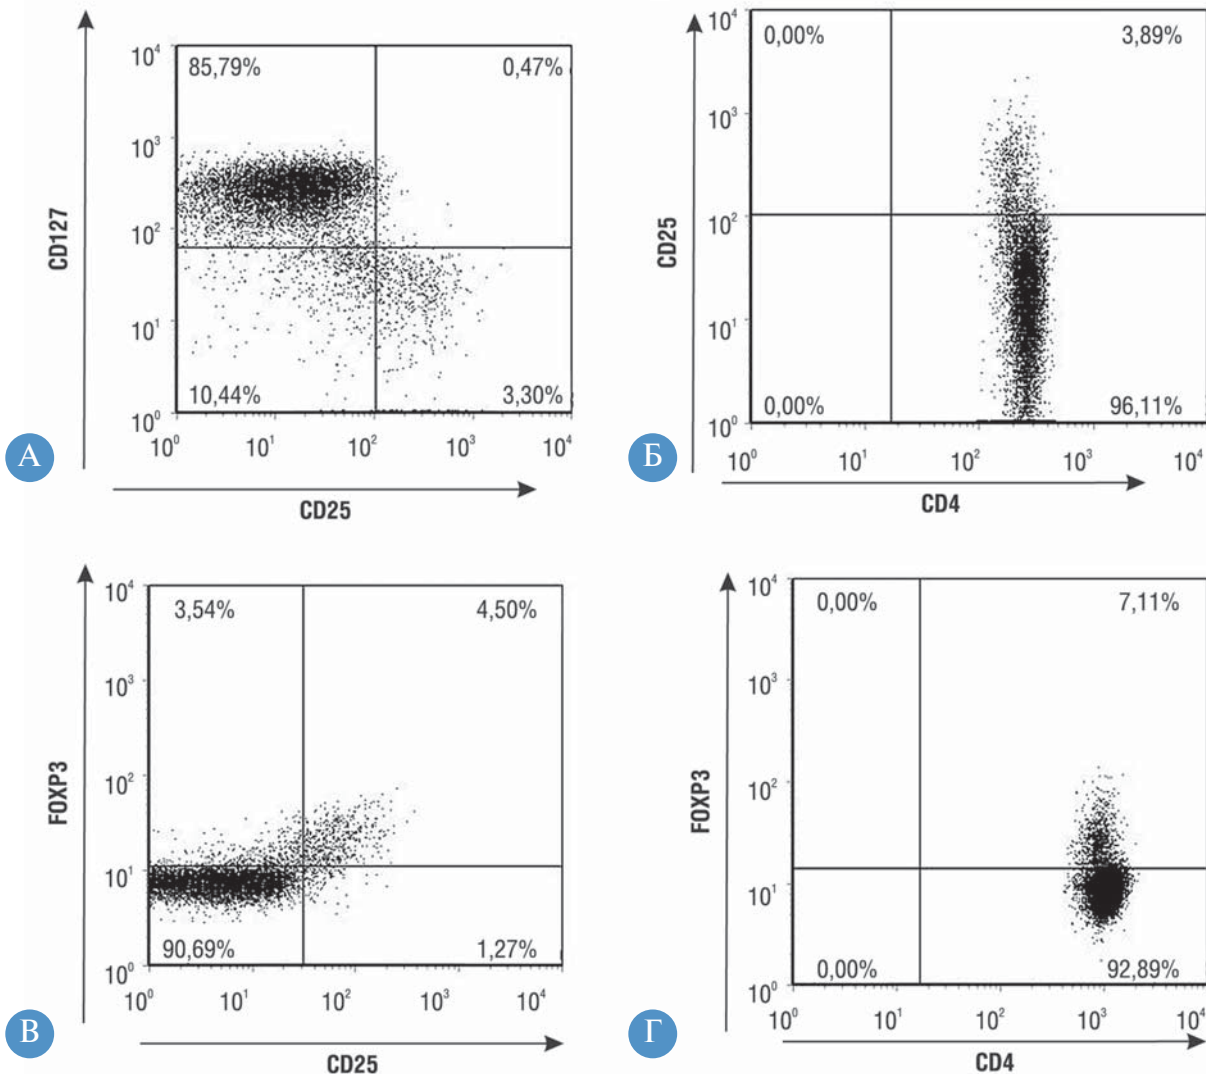 10⁴
85,79%
0,47%
10³
CD127
10²
10¹
10,44%
3,30%
10⁰
10⁰ 10¹ 10² 10³ 10⁴
А
CD25
10⁴
0,00%
3,89%
10³
CD25
10²
10¹
0,00%
96,11%
10⁰
10⁰ 10¹ 10² 10³ 10⁴
Б
CD4
10⁴
3,54%
4,50%
10³
FOXP3
10²
10¹
90,69%
1,27%
10⁰
10⁰ 10¹ 10² 10³ 10⁴
В
CD25
10⁴
0,00%
7,11%
10³
FOXP3
10²
10¹
0,00%
92,89%
10⁰
10⁰ 10¹ 10² 10³ 10⁴
Г
CD4